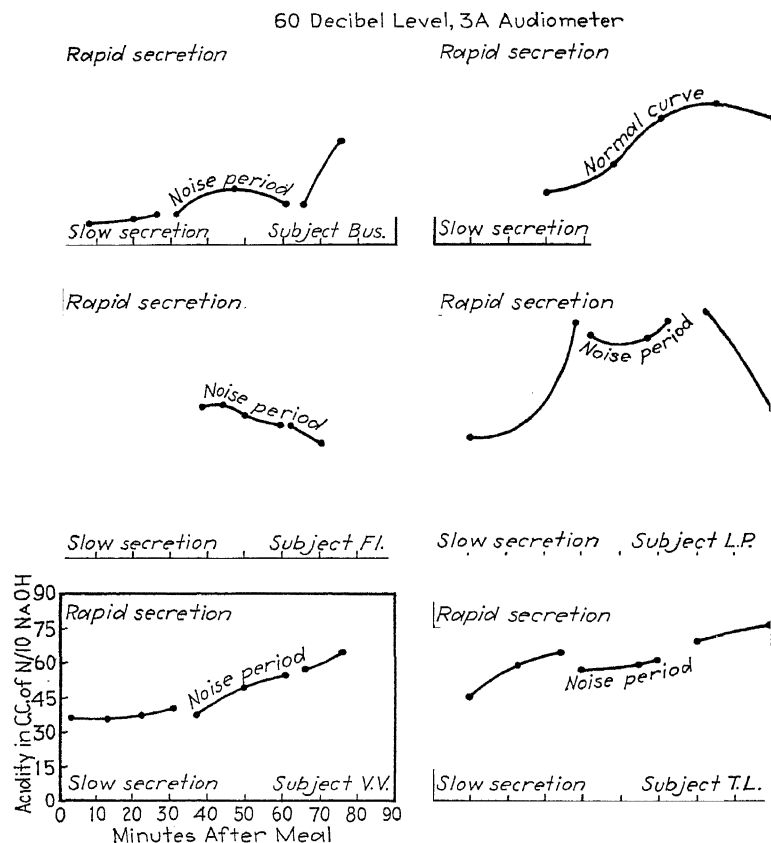 60 Decibel Level, 3A Audiometer
Rapid secretion
Noise period
Slow secretion Subject Bus.
Rapid secretion
Normal curve
Slow secretion
Rapid secretion
Noise period
Slow secretion Subject Fl.
Rapid secretion
Noise period
Slow secretion Subject L.P.
Acidity in C.C. of N/10 NaOH
90
75
60
45
30
15
0
Rapid secretion
Noise period
Slow secretion Subject V.V.
0 10 20 30 40 50 60 70 80 90
Minutes After Meal
Rapid secretion
Noise period
Slow secretion Subject T.L.